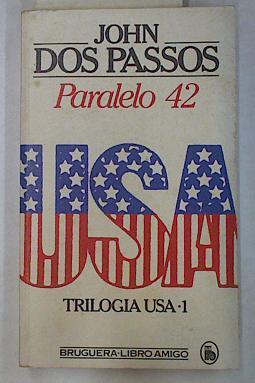 JOHN
DOS PASSOS
Paralelo 42
USA
TRILOGIA USA·1
BRUGUERA·LIBRO AMIGO